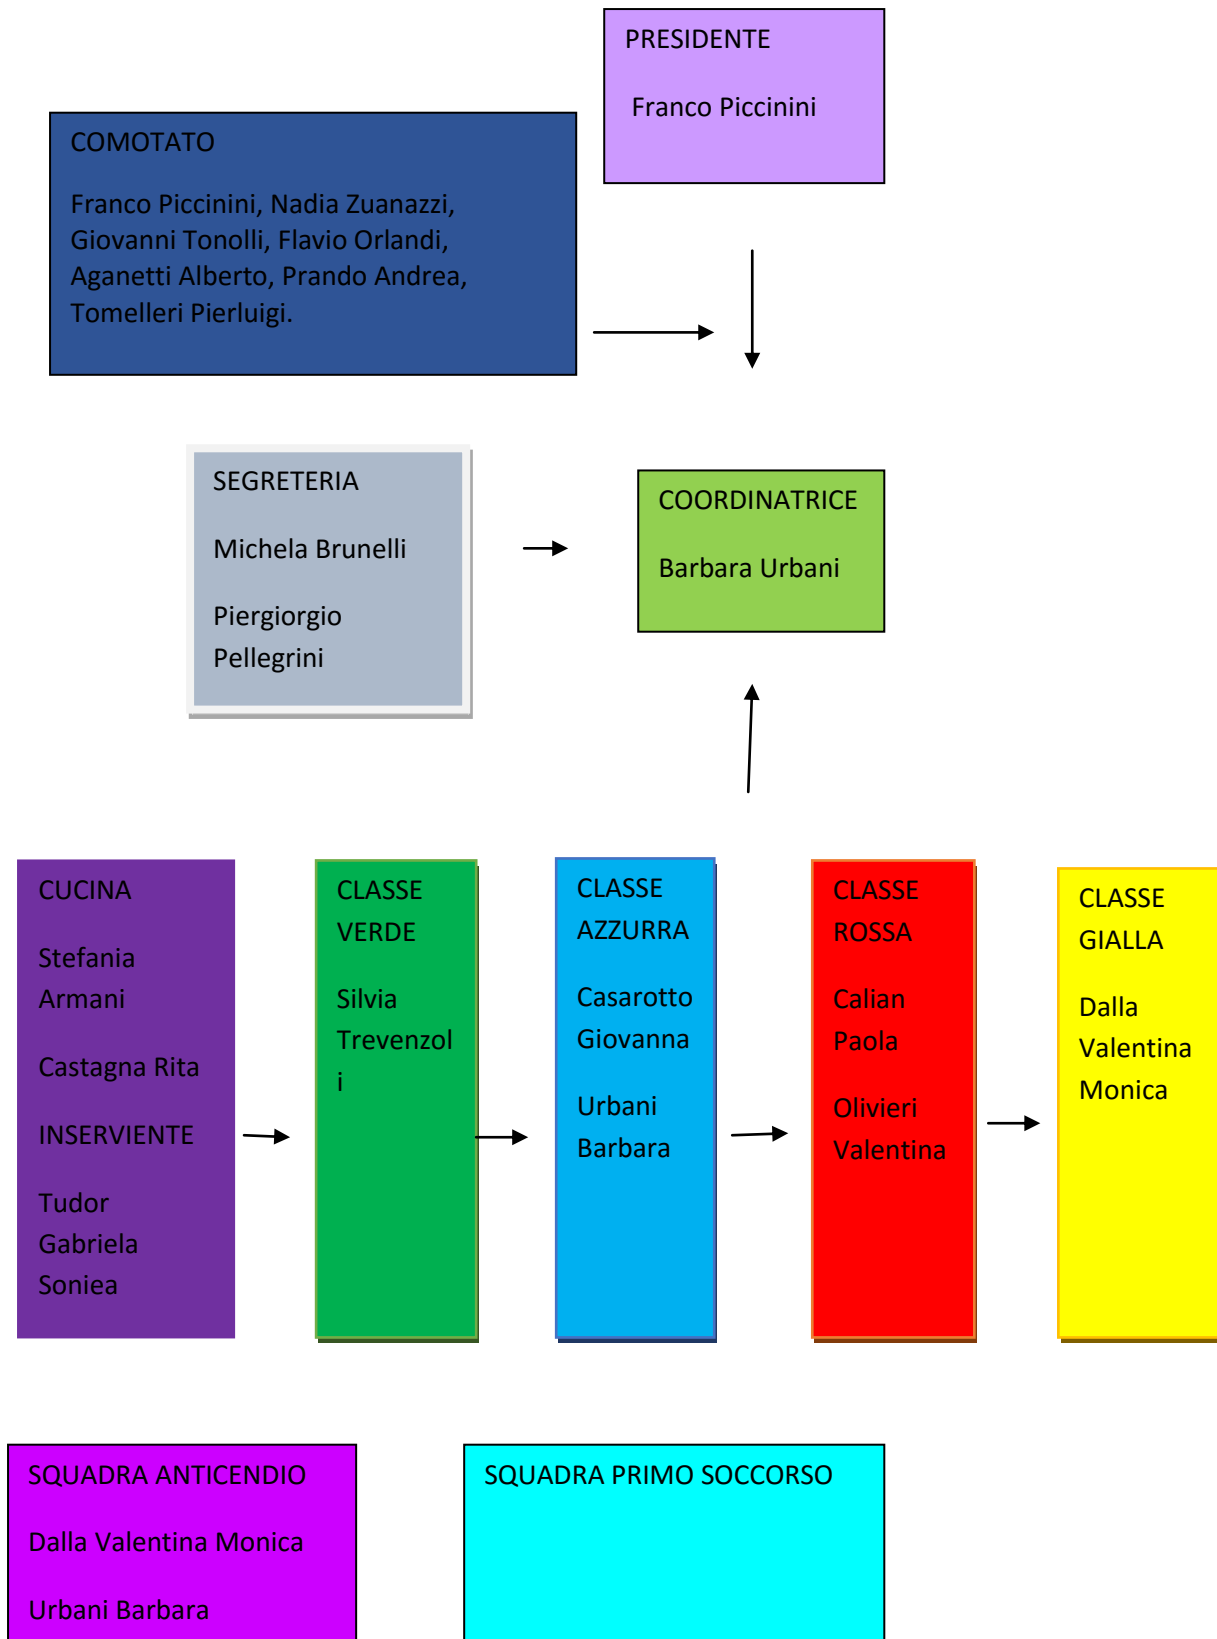 PRESIDENTE
Franco Piccinini
COMOTATO
Franco Piccinini, Nadia Zuanazzi,
Giovanni Tonolli, Flavio Orlandi,
Aganetti Alberto, Prando Andrea,
Tomelleri Pierluigi.
SEGRETERIA
Michela Brunelli
Piergiorgio
Pellegrini
COORDINATRICE
Barbara Urbani
CUCINA
Stefania
Armani
Castagna Rita
INSERVIENTE
Tudor
Gabriela
Soniea
CLASSE
VERDE
Silvia
Trevenzol
i
CLASSE
AZZURRA
Casarotto
Giovanna
Urbani
Barbara
CLASSE
ROSSA
Calian
Paola
Olivieri
Valentina
CLASSE
GIALLA
Dalla
Valentina
Monica
SQUADRA ANTICENDIO
Dalla Valentina Monica
Urbani Barbara
SQUADRA PRIMO SOCCORSO